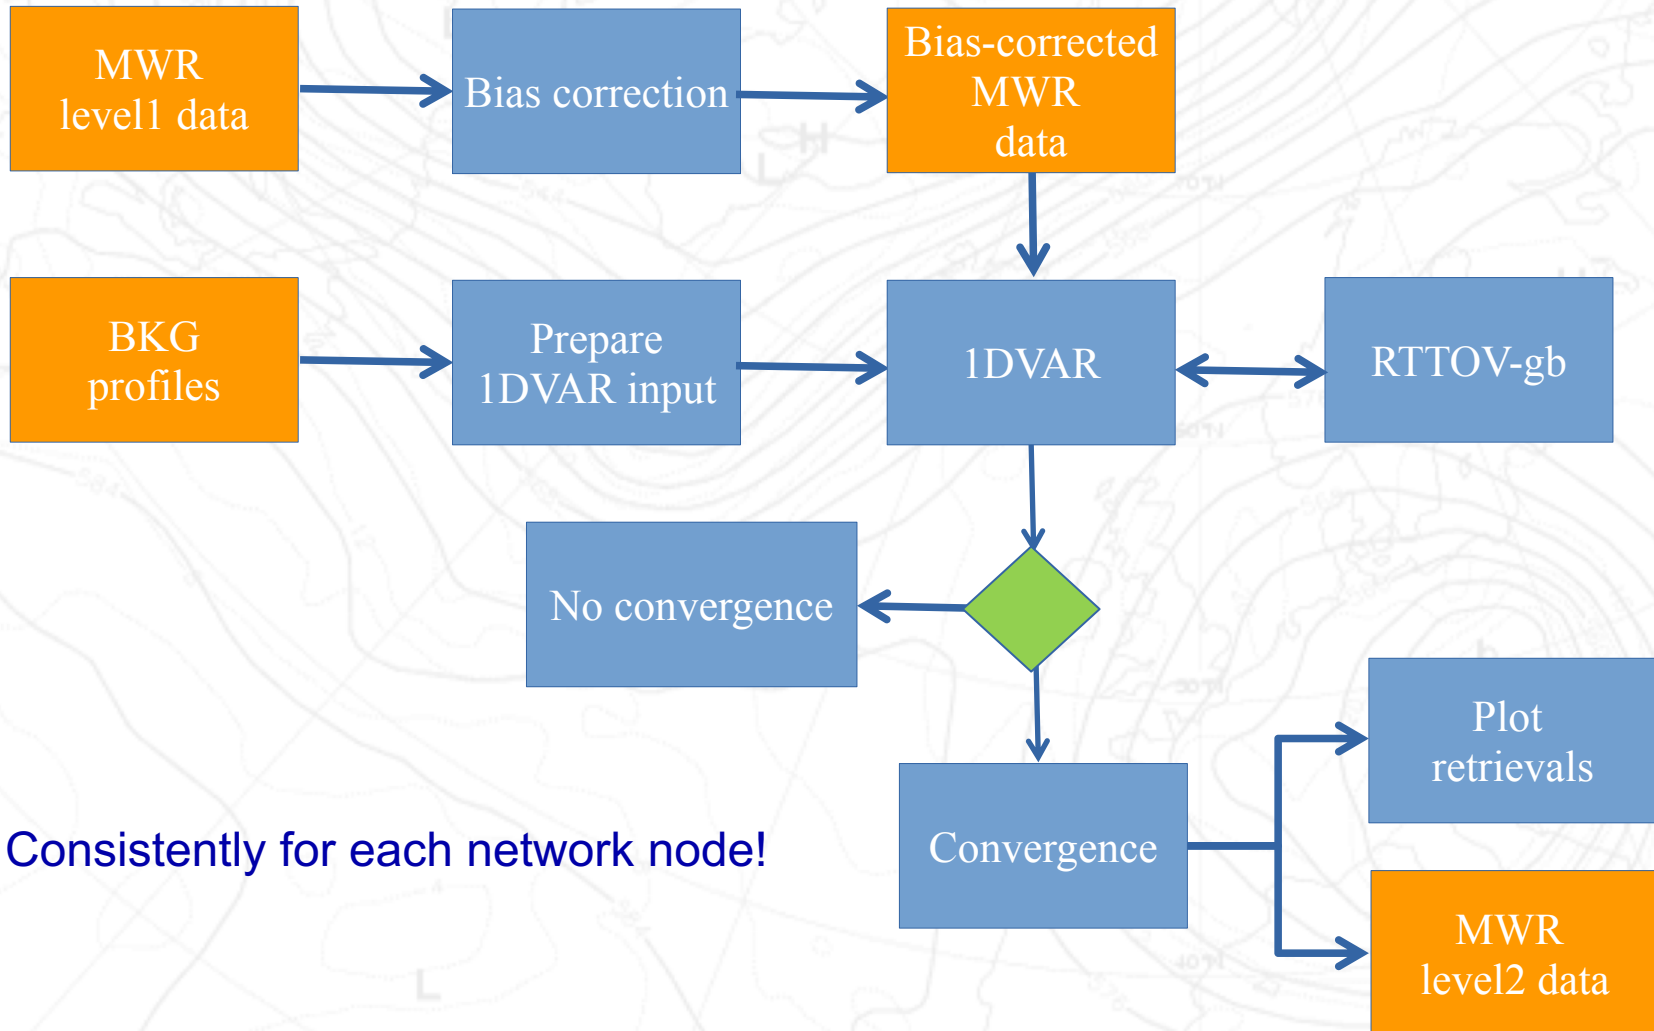 MWR
level1 data
Bias correction
Bias-corrected
MWR
data
BKG
profiles
Prepare
1DVAR input
1DVAR
RTTOV-gb
No convergence
Plot
retrievals
Consistently for each network node!
Convergence
MWR
level2 data